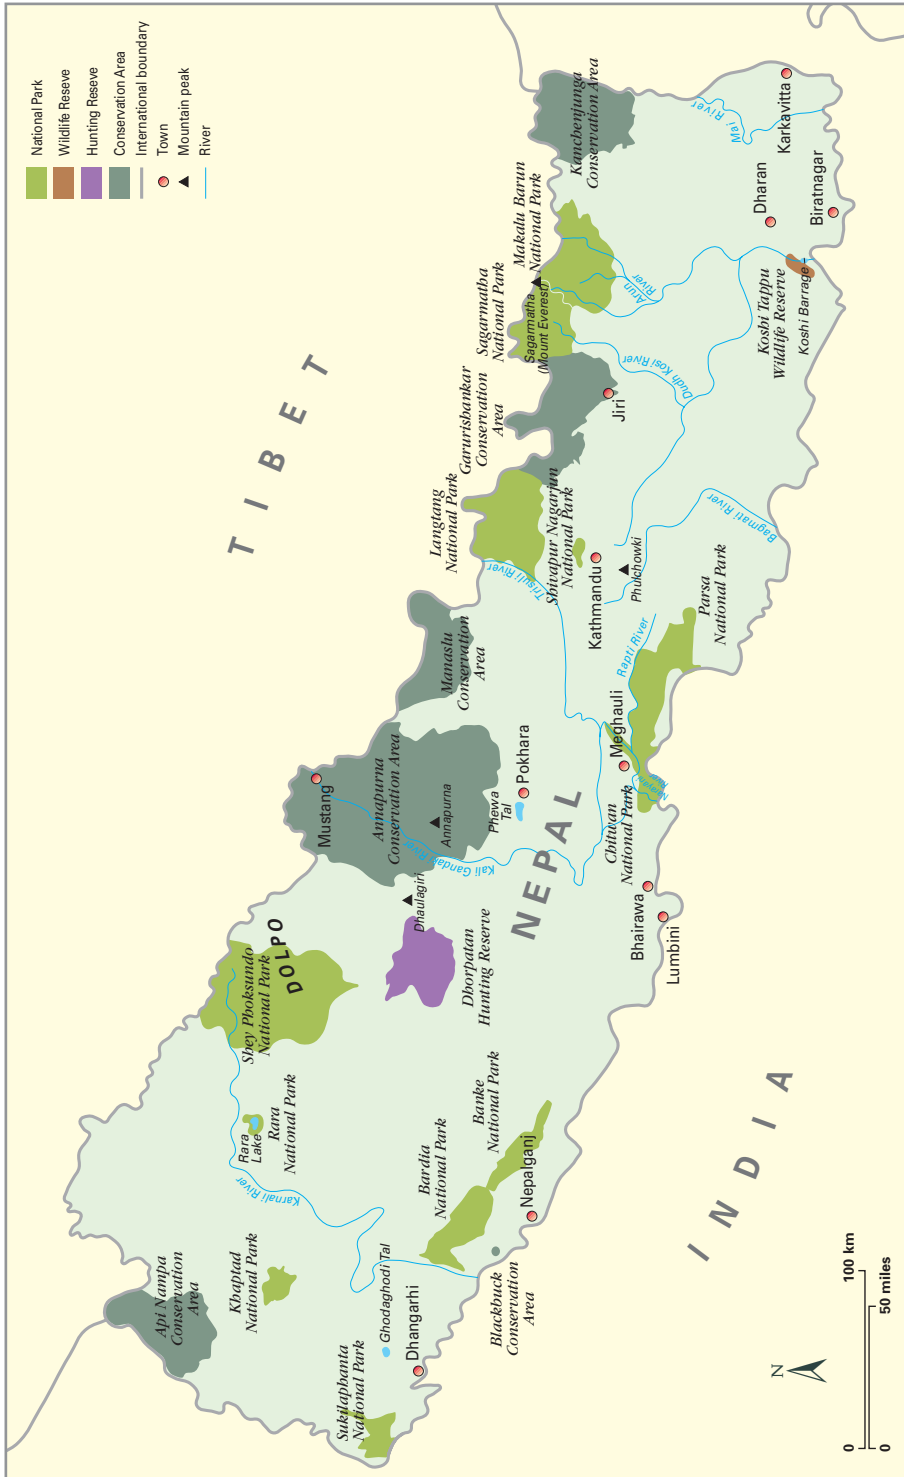 National Park
Wildlife Reseve
Hunting Reseve
Conservation Area
International boundary
Town
Mountain peak
River
TIBET
INDIA
NEPAL
DOLPO
Api Nampa
Conservation
Area
Khaptad
National Park
Suklaphanta
National Park
Ghodaghodi Tal
Dhangarhi
Blackbuck
Conservation
Area
Karnali River
Rara
Lake
Rara
National Park
Shey Phoksundo
National Park
Bardia
National Park
Banke
National Park
Nepalganj
Dhorpatan
Hunting Reserve
Dhaulagiri
Mustang
Annapurna
Conservation Area
Annapurna
Kali Gandaki River
Phewa
Tal
Pokhara
Manaslu
Conservation
Area
Bhairawa
Lumbini
Chitwan
National Park
Meghauli
Narayani
River
Rapti River
Parsa
National Park
Langtang
National Park
Trisuli River
Shivapur Nagarjun
National Park
Kathmandu
Phulchowki
Bagmati River
Garurishankar
Conservation
Area
Jiri
Sagarmatha
National Park
Sagarmatha
(Mount Everest)
Makalu Barun
National Park
Dudh Kosi River
Arun
River
Kanchenjunga
Conservation Area
Mai River
Karkavitta
Dharan
Biratnagar
Koshi Tappu
Wildlife Reserve
Koshi Barrage
N
0 100 km
0 50 miles